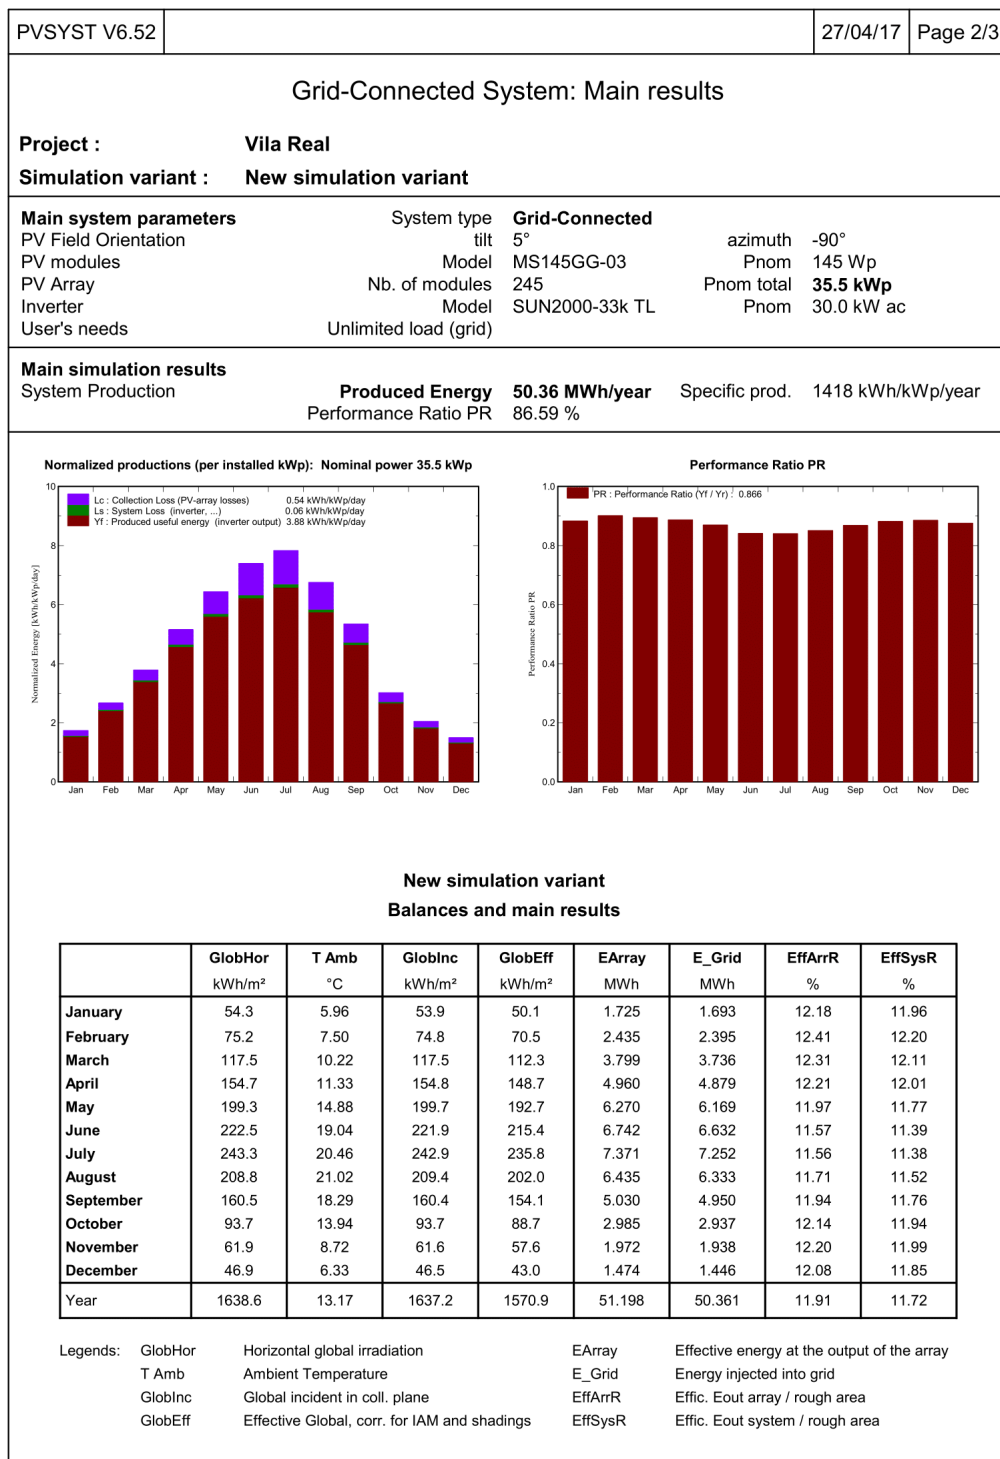 PVSYST V6.52 27/04/17 Page 2/3
Grid-Connected System: Main results
Project : Vila Real
Simulation variant : New simulation variant
Main system parameters System type Grid-Connected
PV Field Orientation tilt 5° azimuth -90°
PV modules Model MS145GG-03 Pnom 145 Wp
PV Array Nb. of modules 245 Pnom total 35.5 kWp
Inverter Model SUN2000-33k TL Pnom 30.0 kW ac
User's needs Unlimited load (grid)
Main simulation results
System Production Produced Energy 50.36 MWh/year Specific prod. 1418 kWh/kWp/year
Performance Ratio PR 86.59 %
Normalized productions (per installed kWp): Nominal power 35.5 kWp
Lc : Collection Loss (PV-array losses) 0.54 kWh/kWp/day
Ls : System Loss (inverter, ...) 0.06 kWh/kWp/day
Yf : Produced useful energy (inverter output) 3.88 kWh/kWp/day
Normalized Energy [kWh/kWp/day]
10
8
6
4
2
0
Jan Feb Mar Apr May Jun Jul Aug Sep Oct Nov Dec
Performance Ratio PR
PR : Performance Ratio (Yf / Yr) : 0.866
Performance Ratio PR
1.0
0.8
0.6
0.4
0.2
0.0
Jan Feb Mar Apr May Jun Jul Aug Sep Oct Nov Dec
New simulation variant
Balances and main results
GlobHor T Amb GlobInc GlobEff EArray E_Grid EffArrR EffSysR
kWh/m² °C kWh/m² kWh/m² MWh MWh % %
January 54.3 5.96 53.9 50.1 1.725 1.693 12.18 11.96
February 75.2 7.50 74.8 70.5 2.435 2.395 12.41 12.20
March 117.5 10.22 117.5 112.3 3.799 3.736 12.31 12.11
April 154.7 11.33 154.8 148.7 4.960 4.879 12.21 12.01
May 199.3 14.88 199.7 192.7 6.270 6.169 11.97 11.77
June 222.5 19.04 221.9 215.4 6.742 6.632 11.57 11.39
July 243.3 20.46 242.9 235.8 7.371 7.252 11.56 11.38
August 208.8 21.02 209.4 202.0 6.435 6.333 11.71 11.52
September 160.5 18.29 160.4 154.1 5.030 4.950 11.94 11.76
October 93.7 13.94 93.7 88.7 2.985 2.937 12.14 11.94
November 61.9 8.72 61.6 57.6 1.972 1.938 12.20 11.99
December 46.9 6.33 46.5 43.0 1.474 1.446 12.08 11.85
Year 1638.6 13.17 1637.2 1570.9 51.198 50.361 11.91 11.72
Legends: GlobHor Horizontal global irradiation EArray Effective energy at the output of the array
T Amb Ambient Temperature E_Grid Energy injected into grid
GlobInc Global incident in coll. plane EffArrR Effic. Eout array / rough area
GlobEff Effective Global, corr. for IAM and shadings EffSysR Effic. Eout system / rough area